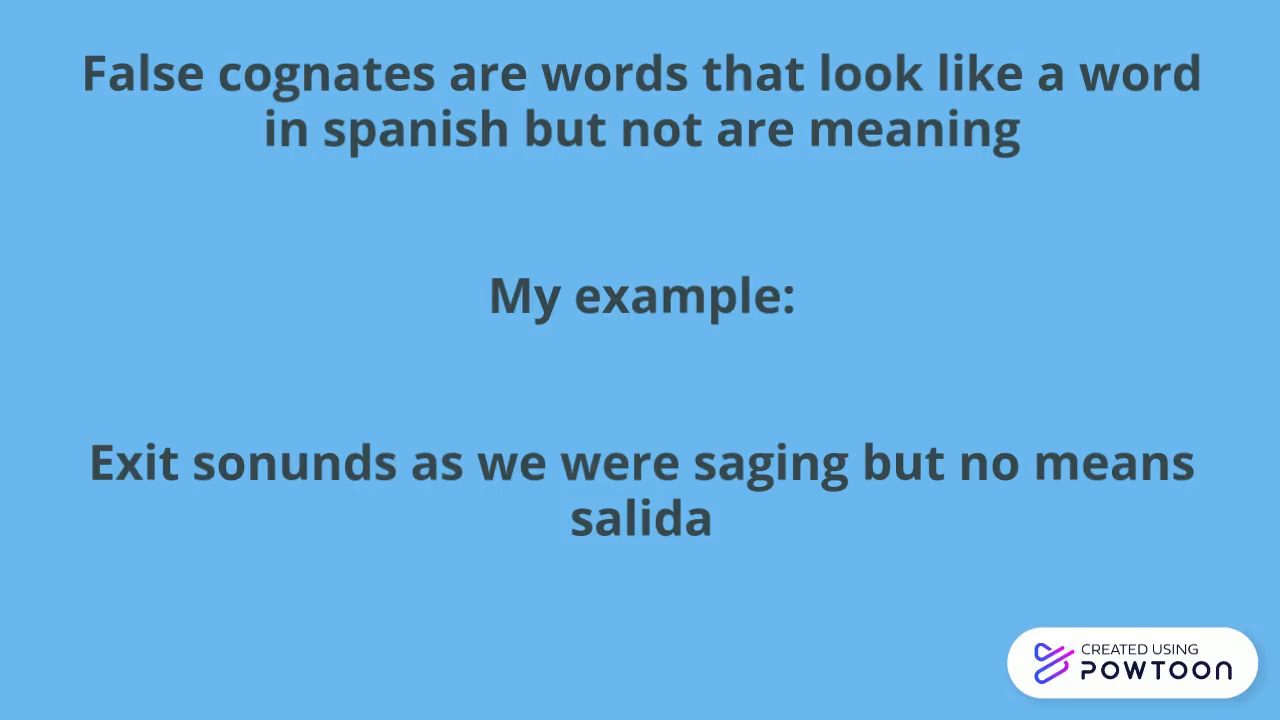 False cognates are words that look like a word
in spanish but not are meaning
My example:
Exit sonunds as we were saging but no means
salida
CREATED USING
POWTOON